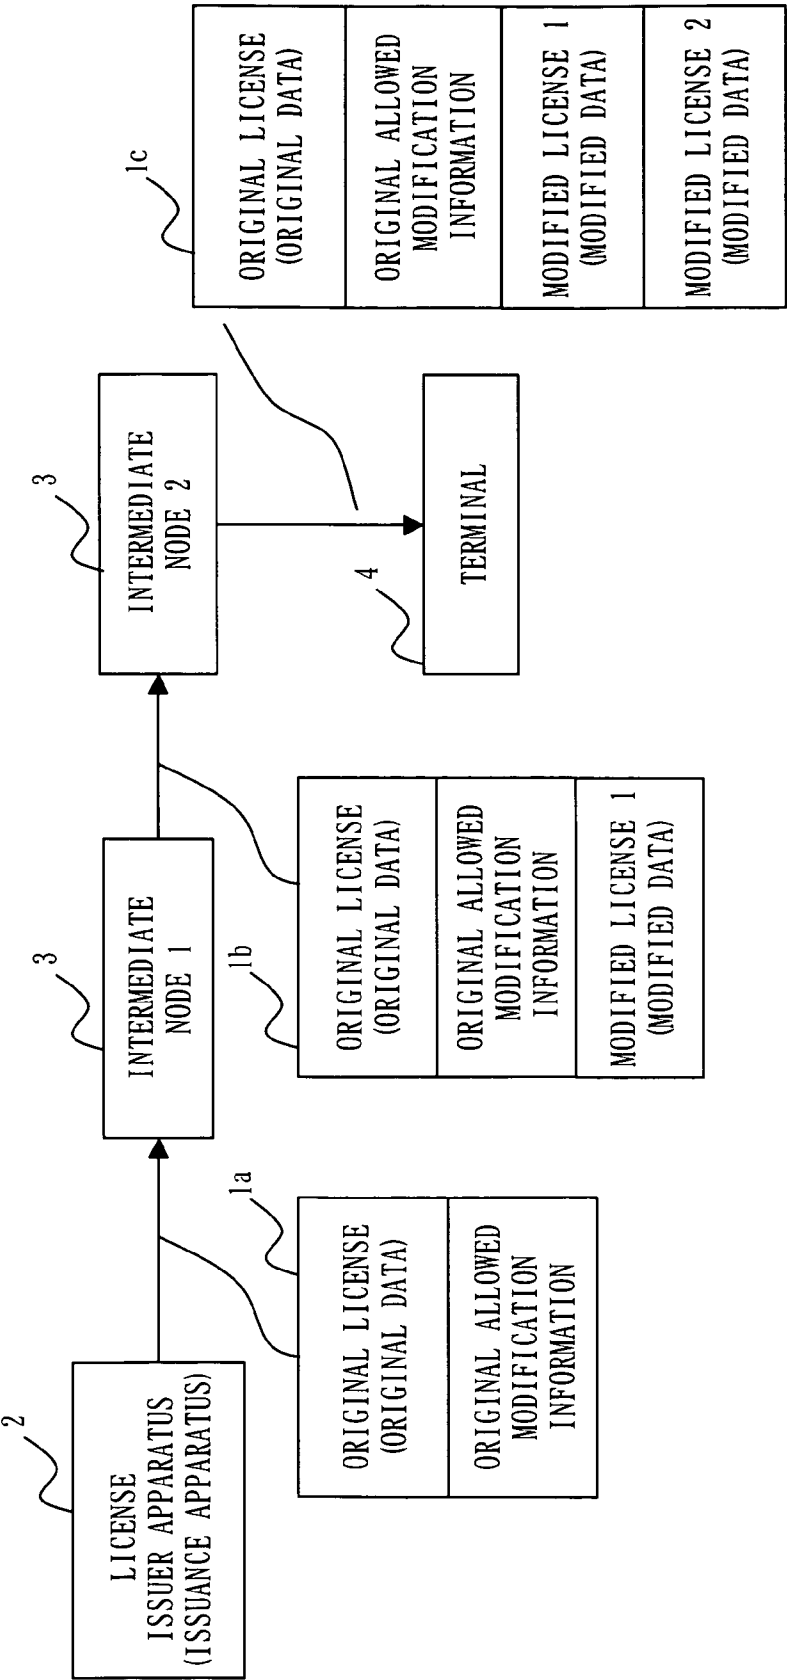 2
LICENSE
ISSUER APPARATUS
(ISSUANCE APPARATUS)
1a
ORIGINAL LICENSE
(ORIGINAL DATA)
ORIGINAL ALLOWED
MODIFICATION
INFORMATION
3
INTERMEDIATE
NODE 1
1b
ORIGINAL LICENSE
(ORIGINAL DATA)
ORIGINAL ALLOWED
MODIFICATION
INFORMATION
MODIFIED LICENSE 1
(MODIFIED DATA)
3
INTERMEDIATE
NODE 2
4
TERMINAL
1c
ORIGINAL LICENSE
(ORIGINAL DATA)
ORIGINAL ALLOWED
MODIFICATION
INFORMATION
MODIFIED LICENSE 1
(MODIFIED DATA)
MODIFIED LICENSE 2
(MODIFIED DATA)